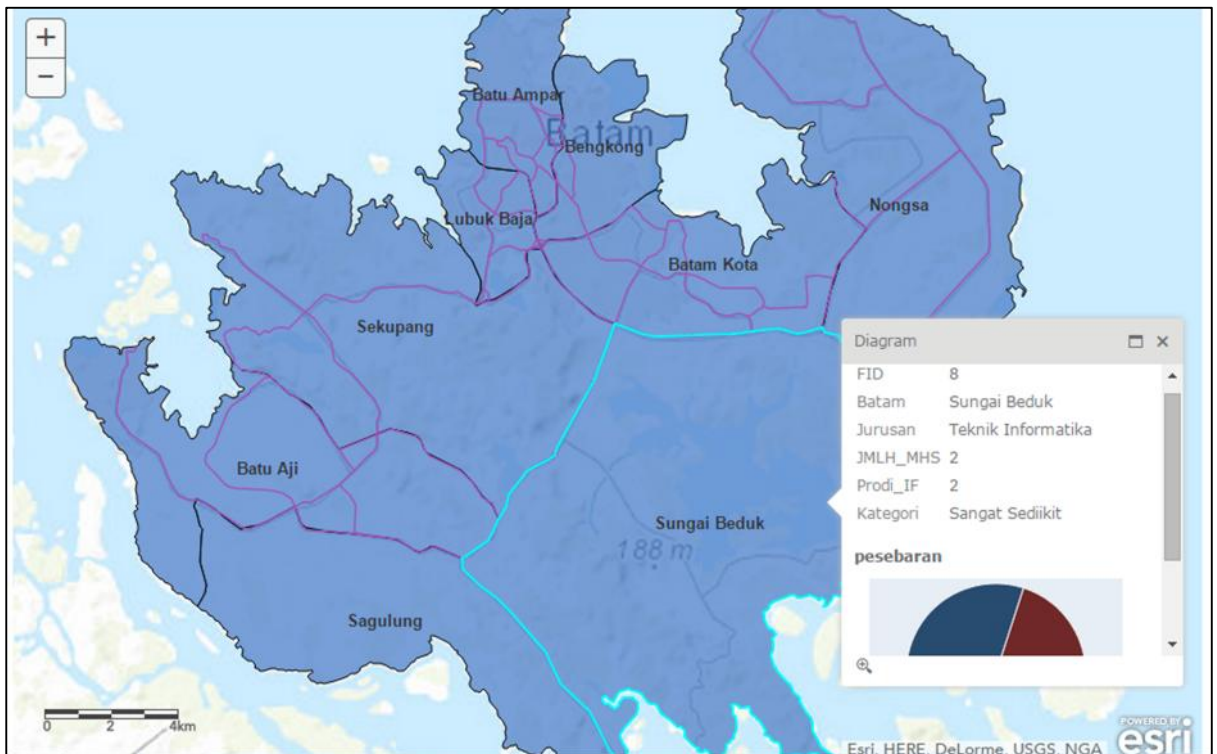 +
−
Batu Ampar
Batam
Bengkong
Lubuk Baja
Nongsa
Batam Kota
Sekupang
Batu Aji
Sungai Beduk
188 m
Sagulung
Diagram
FID 8
Batam Sungai Beduk
Jurusan Teknik Informatika
JMLH_MHS 2
Prodi_IF 2
Kategori Sangat Sediikit
pesebaran
0 2 4km
POWERED BY
esri
Esri, HERE, DeLorme, USGS, NGA